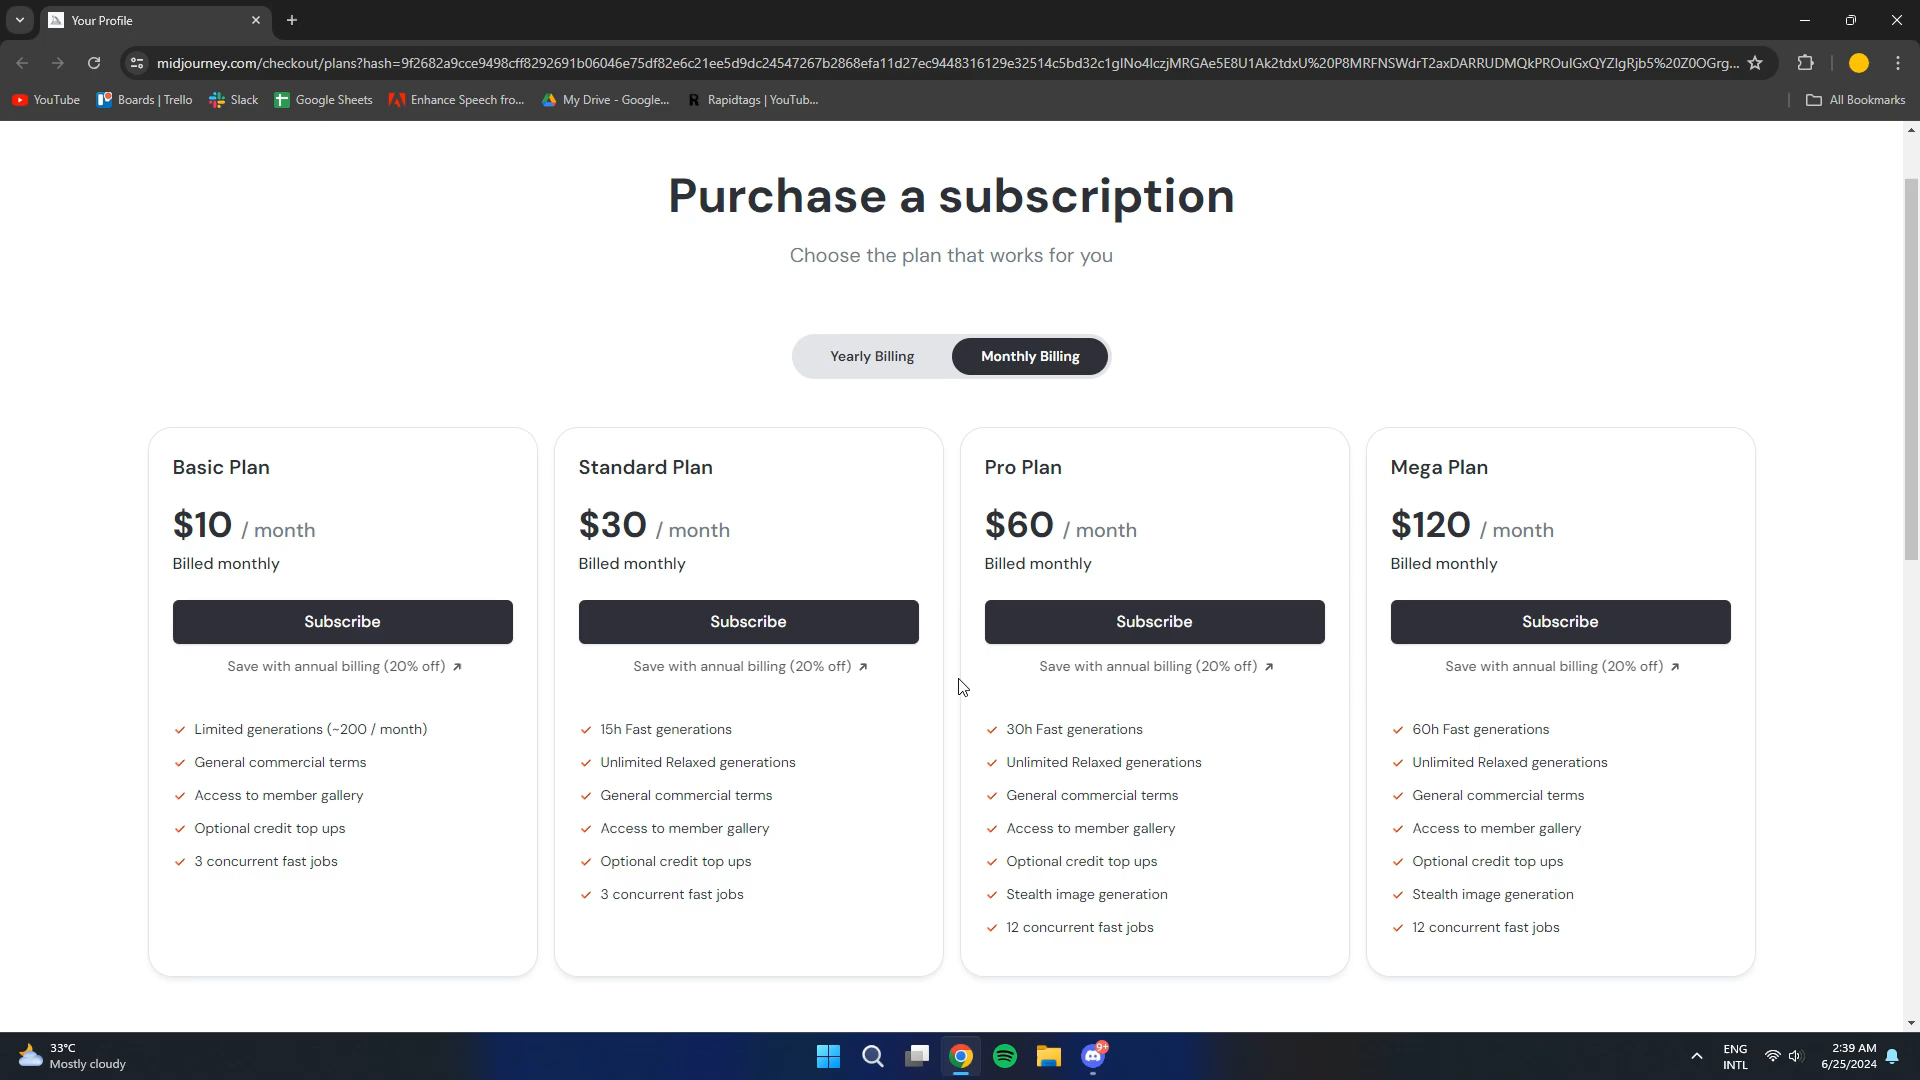 Your Profile
midjourney.com/checkout/plans?hash=9f2682a9cce9498cff8292691b06046e75df82e6c21ee5d9dc24547267b2868efa11d27ec9448316129e32514c5bd32c1glNo4lczjMRGAe5E8U1Ak2tdxU%20P8MRFNSWdrT2axDARRUDMQkPROulGxQYZlgRjb5%20Z0OGrg...
YouTube Boards | Trello Slack Google Sheets Enhance Speech fro... My Drive - Google... Rapidtags | YouTub... All Bookmarks
Purchase a subscription
Choose the plan that works for you
Yearly Billing Monthly Billing
Basic Plan
$10 / month
Billed monthly
Subscribe
Save with annual billing (20% off)
Limited generations (~200 / month)
General commercial terms
Access to member gallery
Optional credit top ups
3 concurrent fast jobs
Standard Plan
$30 / month
Billed monthly
Subscribe
Save with annual billing (20% off)
15h Fast generations
Unlimited Relaxed generations
General commercial terms
Access to member gallery
Optional credit top ups
3 concurrent fast jobs
Pro Plan
$60 / month
Billed monthly
Subscribe
Save with annual billing (20% off)
30h Fast generations
Unlimited Relaxed generations
General commercial terms
Access to member gallery
Optional credit top ups
Stealth image generation
12 concurrent fast jobs
Mega Plan
$120 / month
Billed monthly
Subscribe
Save with annual billing (20% off)
60h Fast generations
Unlimited Relaxed generations
General commercial terms
Access to member gallery
Optional credit top ups
Stealth image generation
12 concurrent fast jobs
33°C
Mostly cloudy
9+
ENG
INTL
2:39 AM
6/25/2024